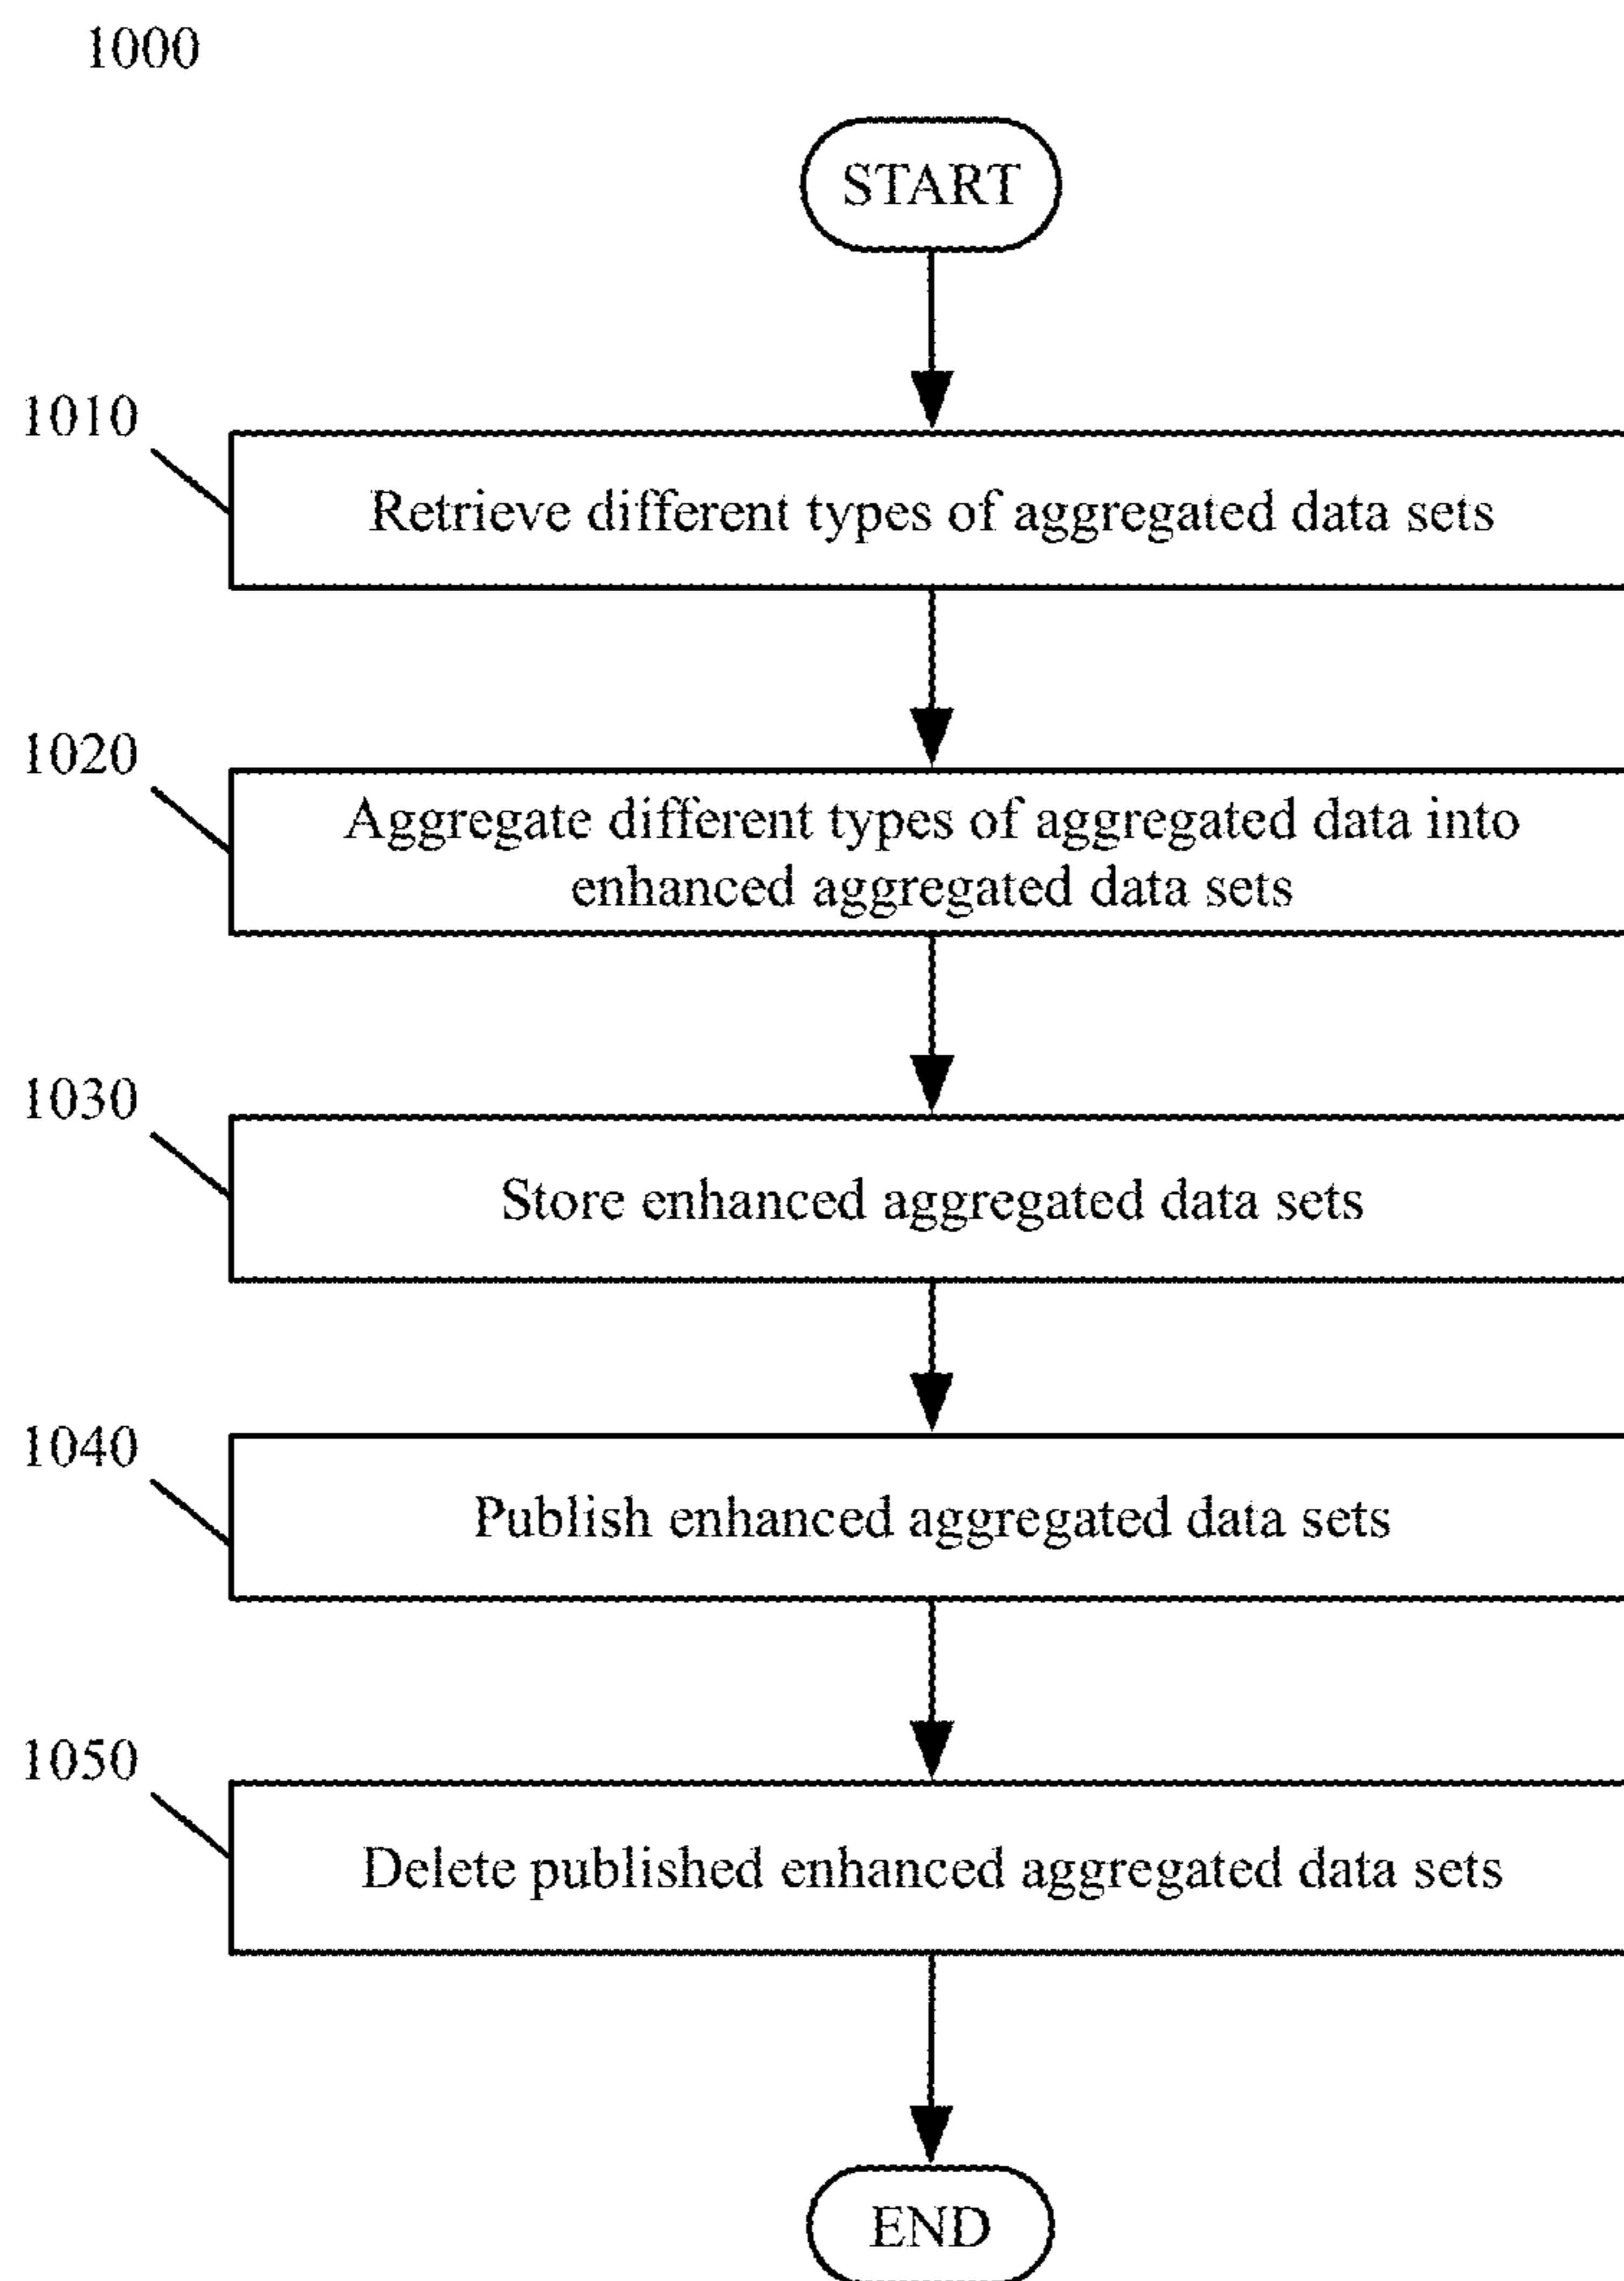 1000
START
1010
Retrieve different types of aggregated data sets
1020
Aggregate different types of aggregated data into
enhanced aggregated data sets
1030
Store enhanced aggregated data sets
1040
Publish enhanced aggregated data sets
1050
Delete published enhanced aggregated data sets
END